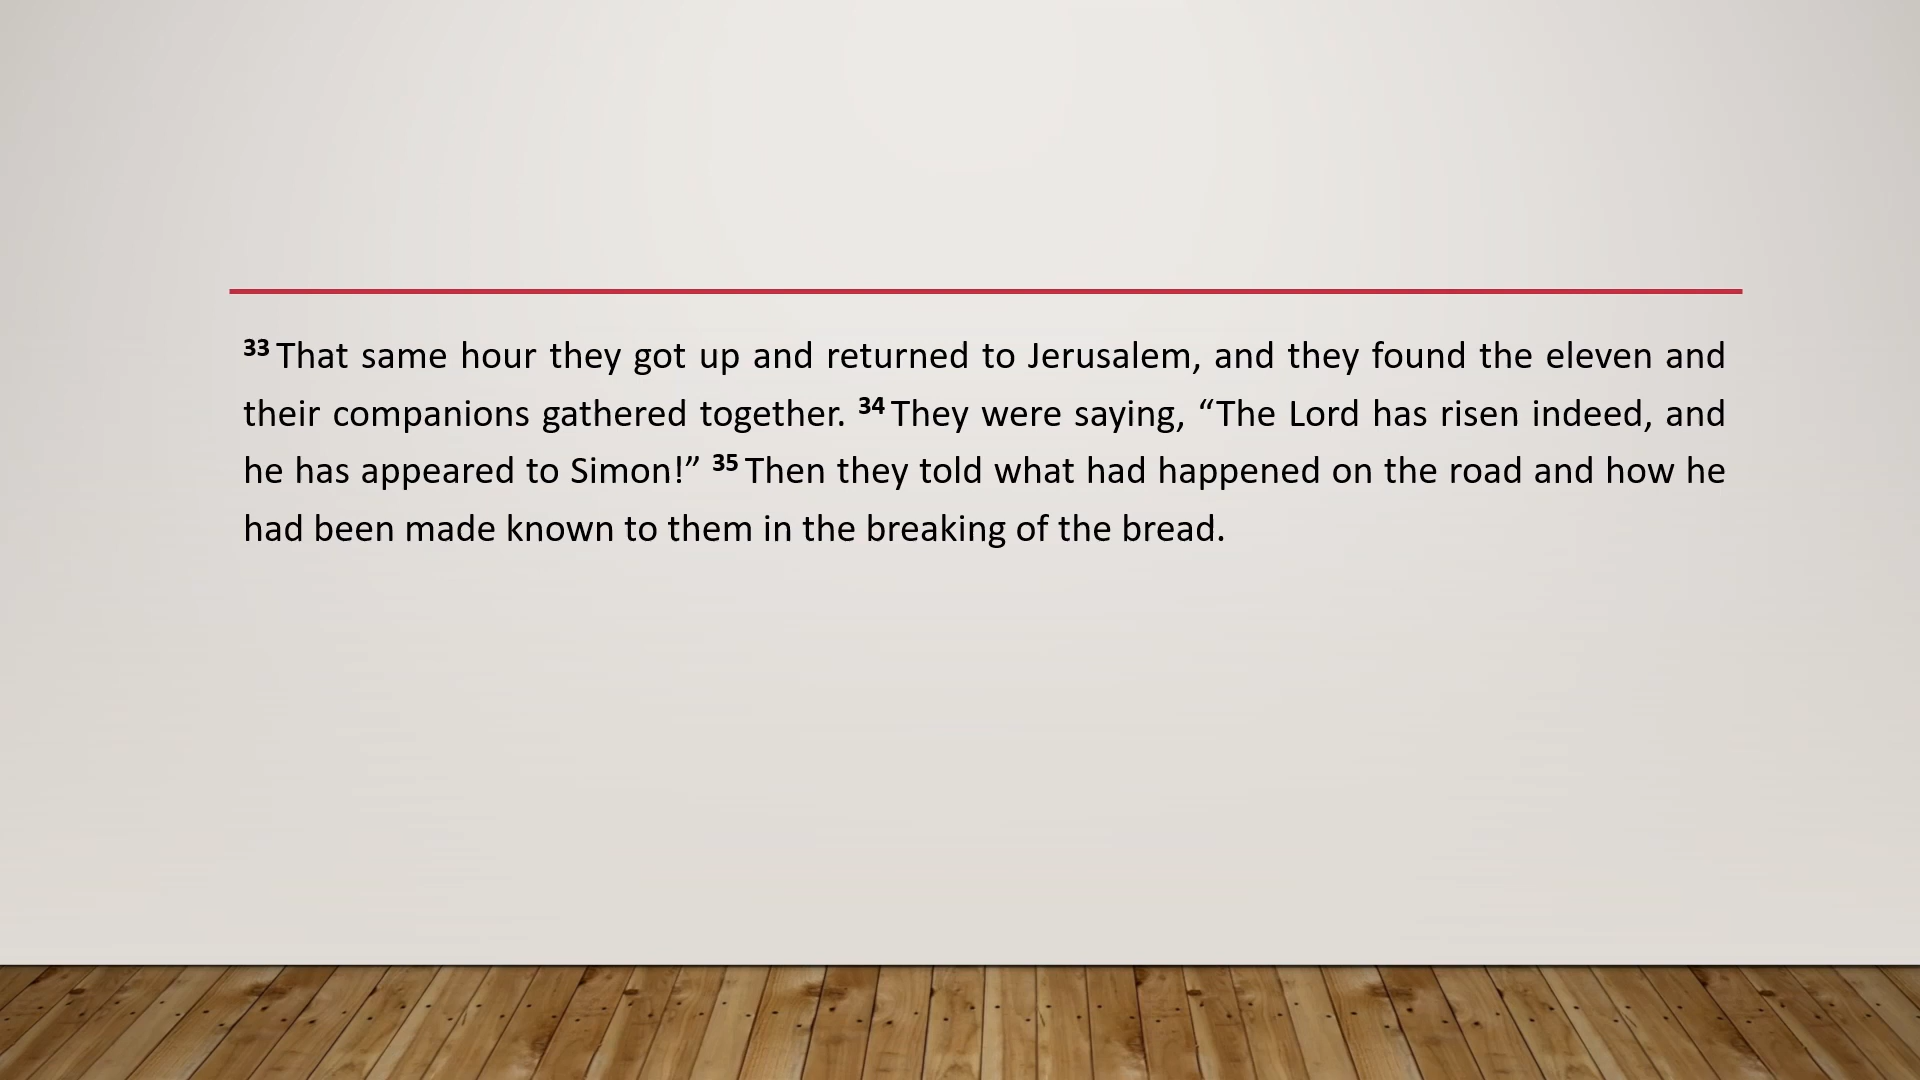 33 That same hour they got up and returned to Jerusalem, and they found the eleven and
their companions gathered together. 34 They were saying, “The Lord has risen indeed, and
he has appeared to Simon!” 35 Then they told what had happened on the road and how he
had been made known to them in the breaking of the bread.